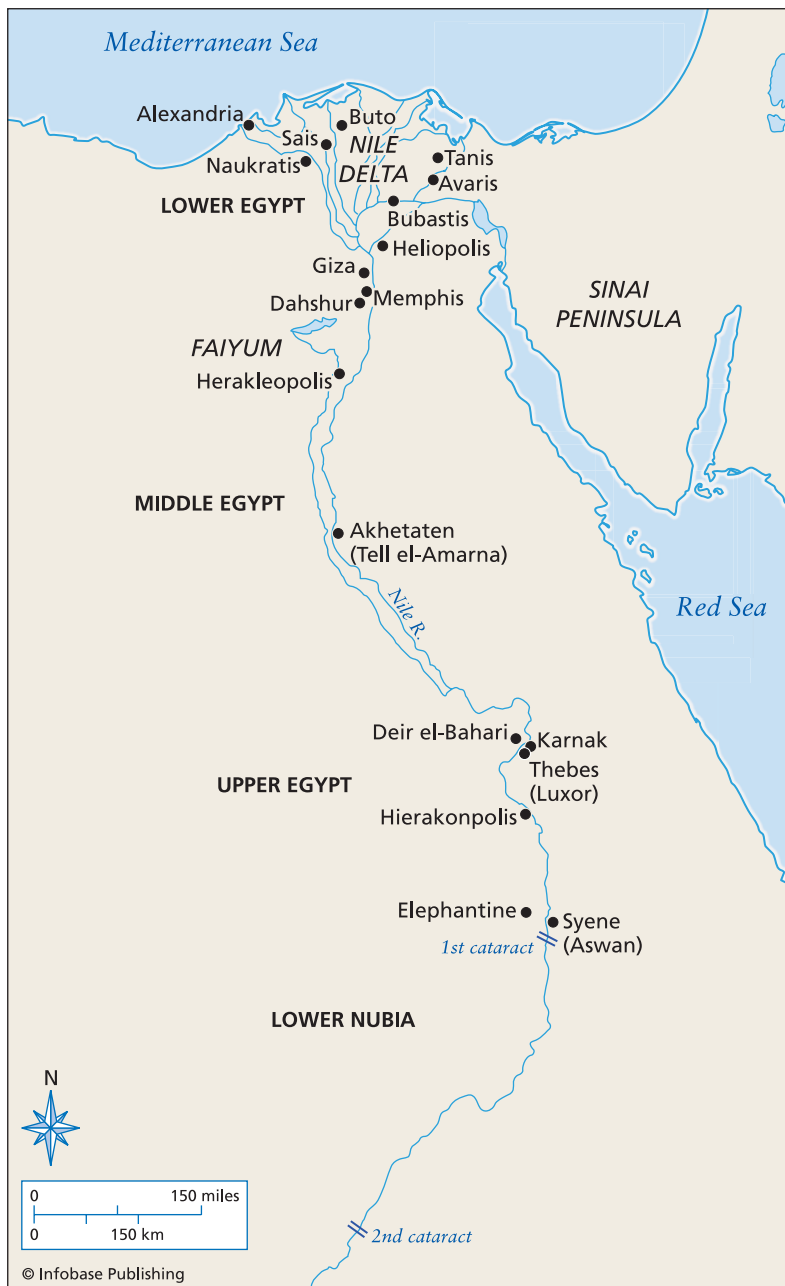 Mediterranean Sea
Alexandria
Buto
Sais
NILE
DELTA
Naukratis
Tanis
Avaris
LOWER EGYPT
Bubastis
Heliopolis
Giza
Memphis
Dahshur
SINAI
PENINSULA
FAIYUM
Herakleopolis
MIDDLE EGYPT
Akhetaten
(Tell el-Amarna)
Nile R.
Red Sea
Deir el-Bahari
Karnak
Thebes
(Luxor)
UPPER EGYPT
Hierakonpolis
Elephantine
Syene
(Aswan)
1st cataract
LOWER NUBIA
N
0 150 miles
0 150 km
2nd cataract
© Infobase Publishing